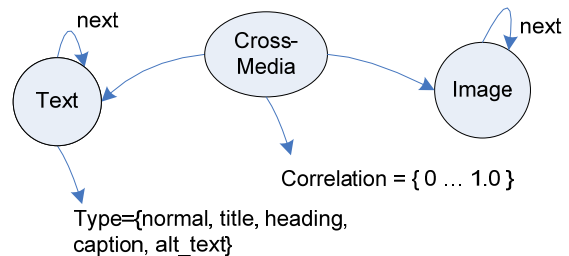 next
Cross-
Media
next
Text
Image
Correlation = { 0 … 1.0 }
Type={normal, title, heading,
caption, alt_text}